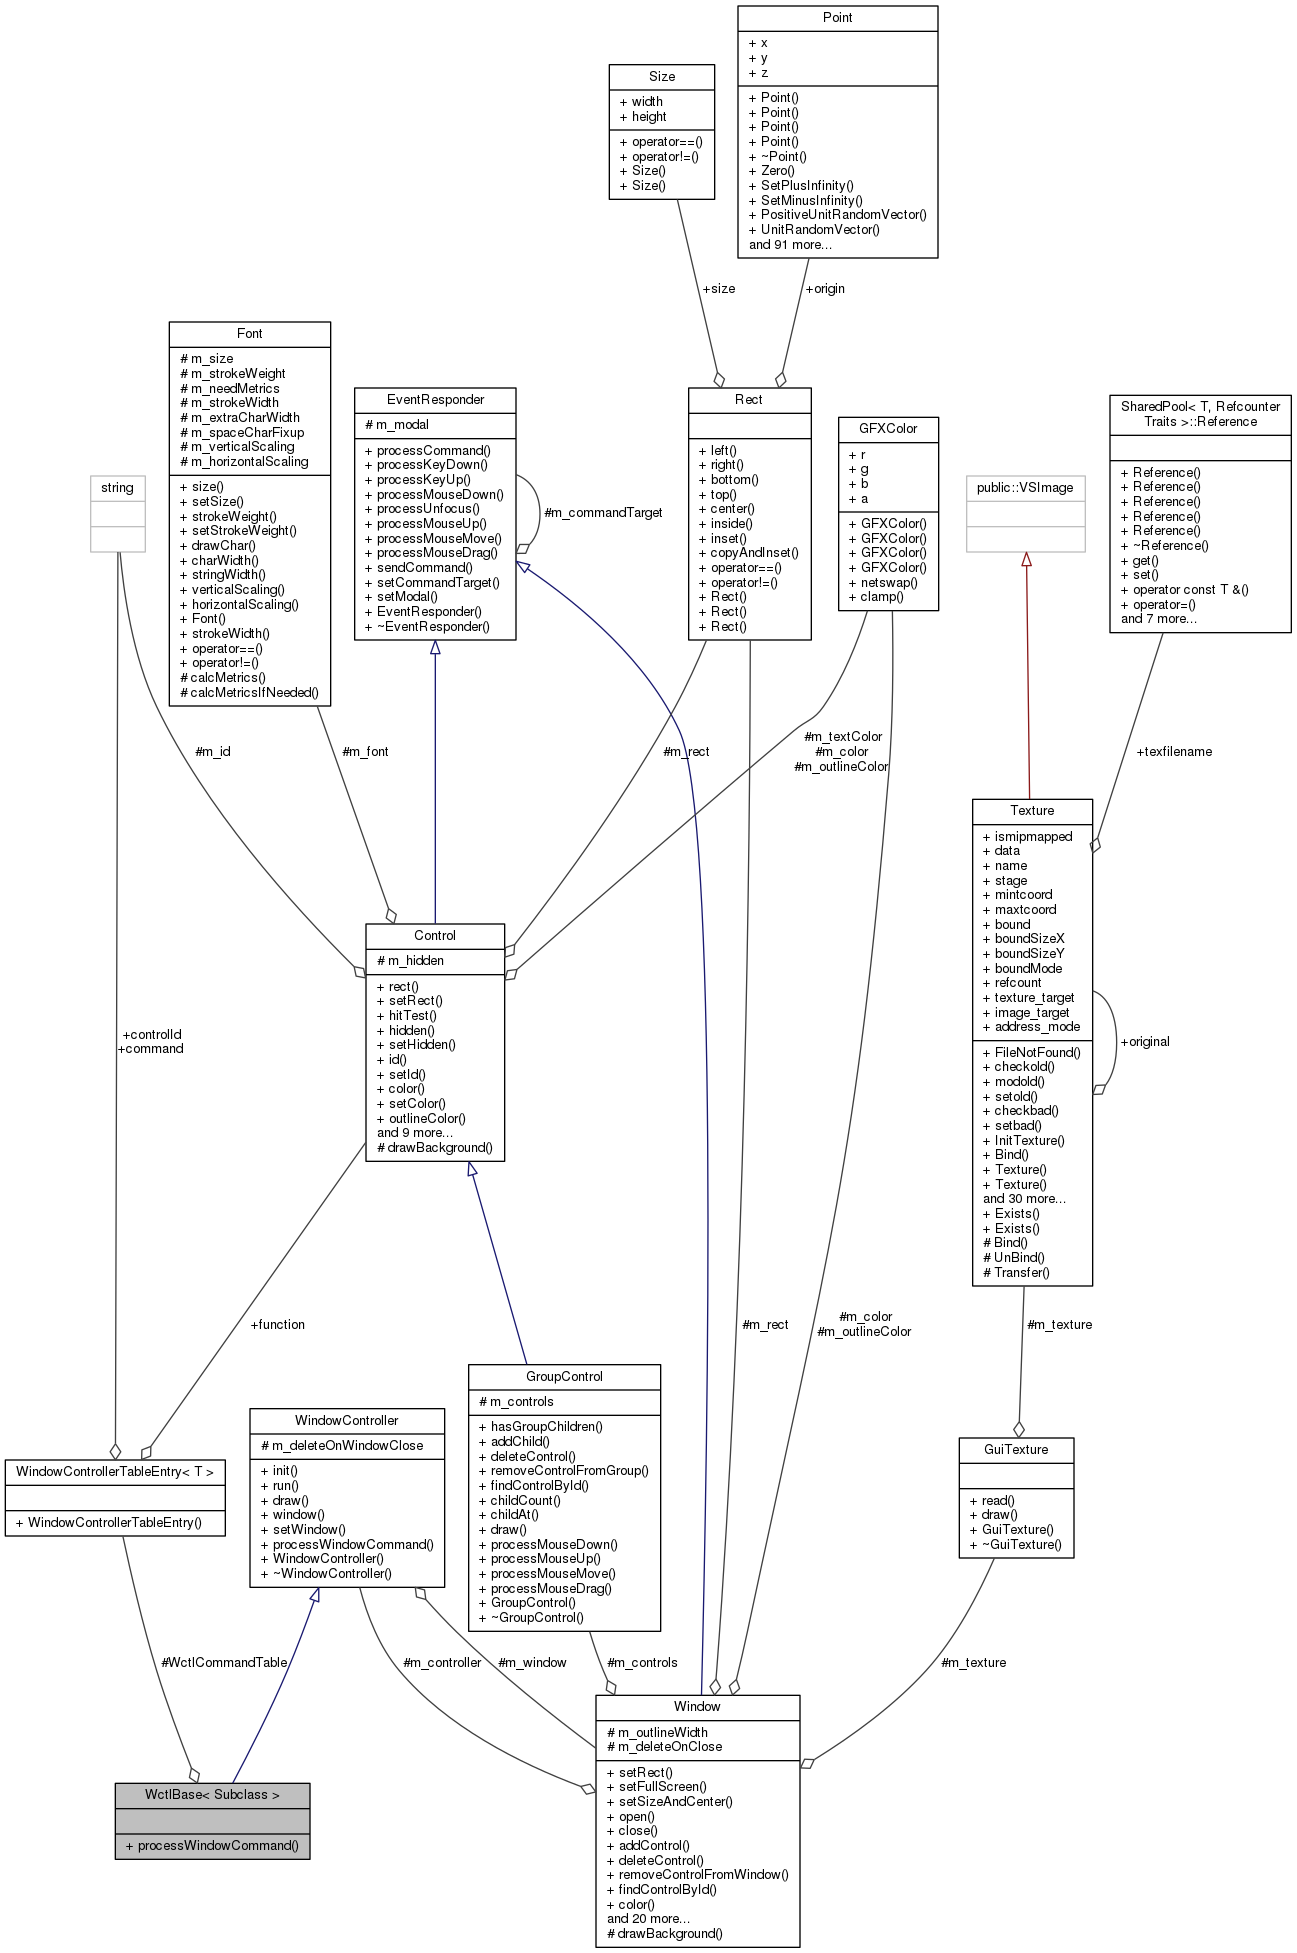 Point
+ x
+ y
+ z
+ Point()
+ Point()
+ Point()
+ Point()
+ ~Point()
+ Zero()
+ SetPlusInfinity()
+ SetMinusInfinity()
+ PositiveUnitRandomVector()
+ UnitRandomVector()
and 91 more...
Size
+ width
+ height
+ operator==()
+ operator!=()
+ Size()
+ Size()
+size
+origin
Font
# m_size
# m_strokeWeight
# m_needMetrics
# m_strokeWidth
# m_extraCharWidth
# m_spaceCharFixup
# m_verticalScaling
# m_horizontalScaling
+ size()
+ setSize()
+ strokeWeight()
+ setStrokeWeight()
+ drawChar()
+ charWidth()
+ stringWidth()
+ verticalScaling()
+ horizontalScaling()
+ Font()
+ strokeWidth()
+ operator==()
+ operator!=()
# calcMetrics()
# calcMetricsIfNeeded()
EventResponder
# m_modal
+ processCommand()
+ processKeyDown()
+ processKeyUp()
+ processMouseDown()
+ processUnfocus()
+ processMouseUp()
+ processMouseMove()
+ processMouseDrag()
+ sendCommand()
+ setCommandTarget()
+ setModal()
+ EventResponder()
+ ~EventResponder()
#m_commandTarget
Rect
+ left()
+ right()
+ bottom()
+ top()
+ center()
+ inside()
+ inset()
+ copyAndInset()
+ operator==()
+ operator!=()
+ Rect()
+ Rect()
+ Rect()
GFXColor
+ r
+ g
+ b
+ a
+ GFXColor()
+ GFXColor()
+ GFXColor()
+ GFXColor()
+ netswap()
+ clamp()
SharedPool< T, Refcounter
Traits >::Reference
+ Reference()
+ Reference()
+ Reference()
+ Reference()
+ Reference()
+ ~Reference()
+ get()
+ set()
+ operator const T &()
+ operator=()
and 7 more...
string
public::VSImage
#m_id
#m_font
#m_rect
#m_textColor
#m_color
#m_outlineColor
+texfilename
Texture
+ ismipmapped
+ data
+ name
+ stage
+ mintcoord
+ maxtcoord
+ bound
+ boundSizeX
+ boundSizeY
+ boundMode
+ refcount
+ texture_target
+ image_target
+ address_mode
+ FileNotFound()
+ checkold()
+ modold()
+ setold()
+ checkbad()
+ setbad()
+ InitTexture()
+ Bind()
+ Texture()
+ Texture()
and 30 more...
+ Exists()
+ Exists()
# Bind()
# UnBind()
# Transfer()
+original
Control
# m_hidden
+ rect()
+ setRect()
+ hitTest()
+ hidden()
+ setHidden()
+ id()
+ setId()
+ color()
+ setColor()
+ outlineColor()
and 9 more...
# drawBackground()
+controlId
+command
+function
#m_rect
#m_color
#m_outlineColor
#m_texture
GroupControl
# m_controls
+ hasGroupChildren()
+ addChild()
+ deleteControl()
+ removeControlFromGroup()
+ findControlById()
+ childCount()
+ childAt()
+ draw()
+ processMouseDown()
+ processMouseUp()
+ processMouseMove()
+ processMouseDrag()
+ GroupControl()
+ ~GroupControl()
WindowController
# m_deleteOnWindowClose
+ init()
+ run()
+ draw()
+ window()
+ setWindow()
+ processWindowCommand()
+ WindowController()
+ ~WindowController()
WindowControllerTableEntry< T >
+ WindowControllerTableEntry()
GuiTexture
+ read()
+ draw()
+ GuiTexture()
+ ~GuiTexture()
#WctlCommandTable
#m_controller
#m_window
#m_controls
#m_texture
Window
# m_outlineWidth
# m_deleteOnClose
+ setRect()
+ setFullScreen()
+ setSizeAndCenter()
+ open()
+ close()
+ addControl()
+ deleteControl()
+ removeControlFromWindow()
+ findControlById()
+ color()
and 20 more...
# drawBackground()
WctlBase< Subclass >
+ processWindowCommand()